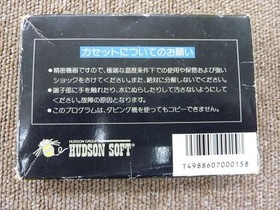 カセットについてのお願い
●精密機器ですので、極端な温度条件下での使用や保管および強い
ショックをさけてください。また、絶対に分解しないでください。
●端子部に手を触れたり、水にぬらしたりして汚さないようにして
ください。故障の原因になります。
●このプログラムは、ダビング機を使ってもコピーできません。
HUDSON GROUP
HUDSON SOFT
T4988607000158